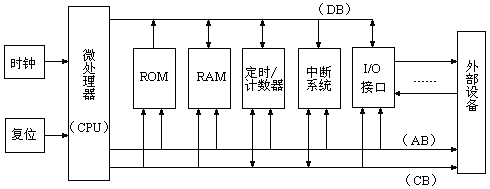 (DB)
时钟
复位
微处理器
(CPU)
ROM
RAM
定时/
计数器
中断
系统
I/O
接口
……
外部设备
(AB)
(CB)